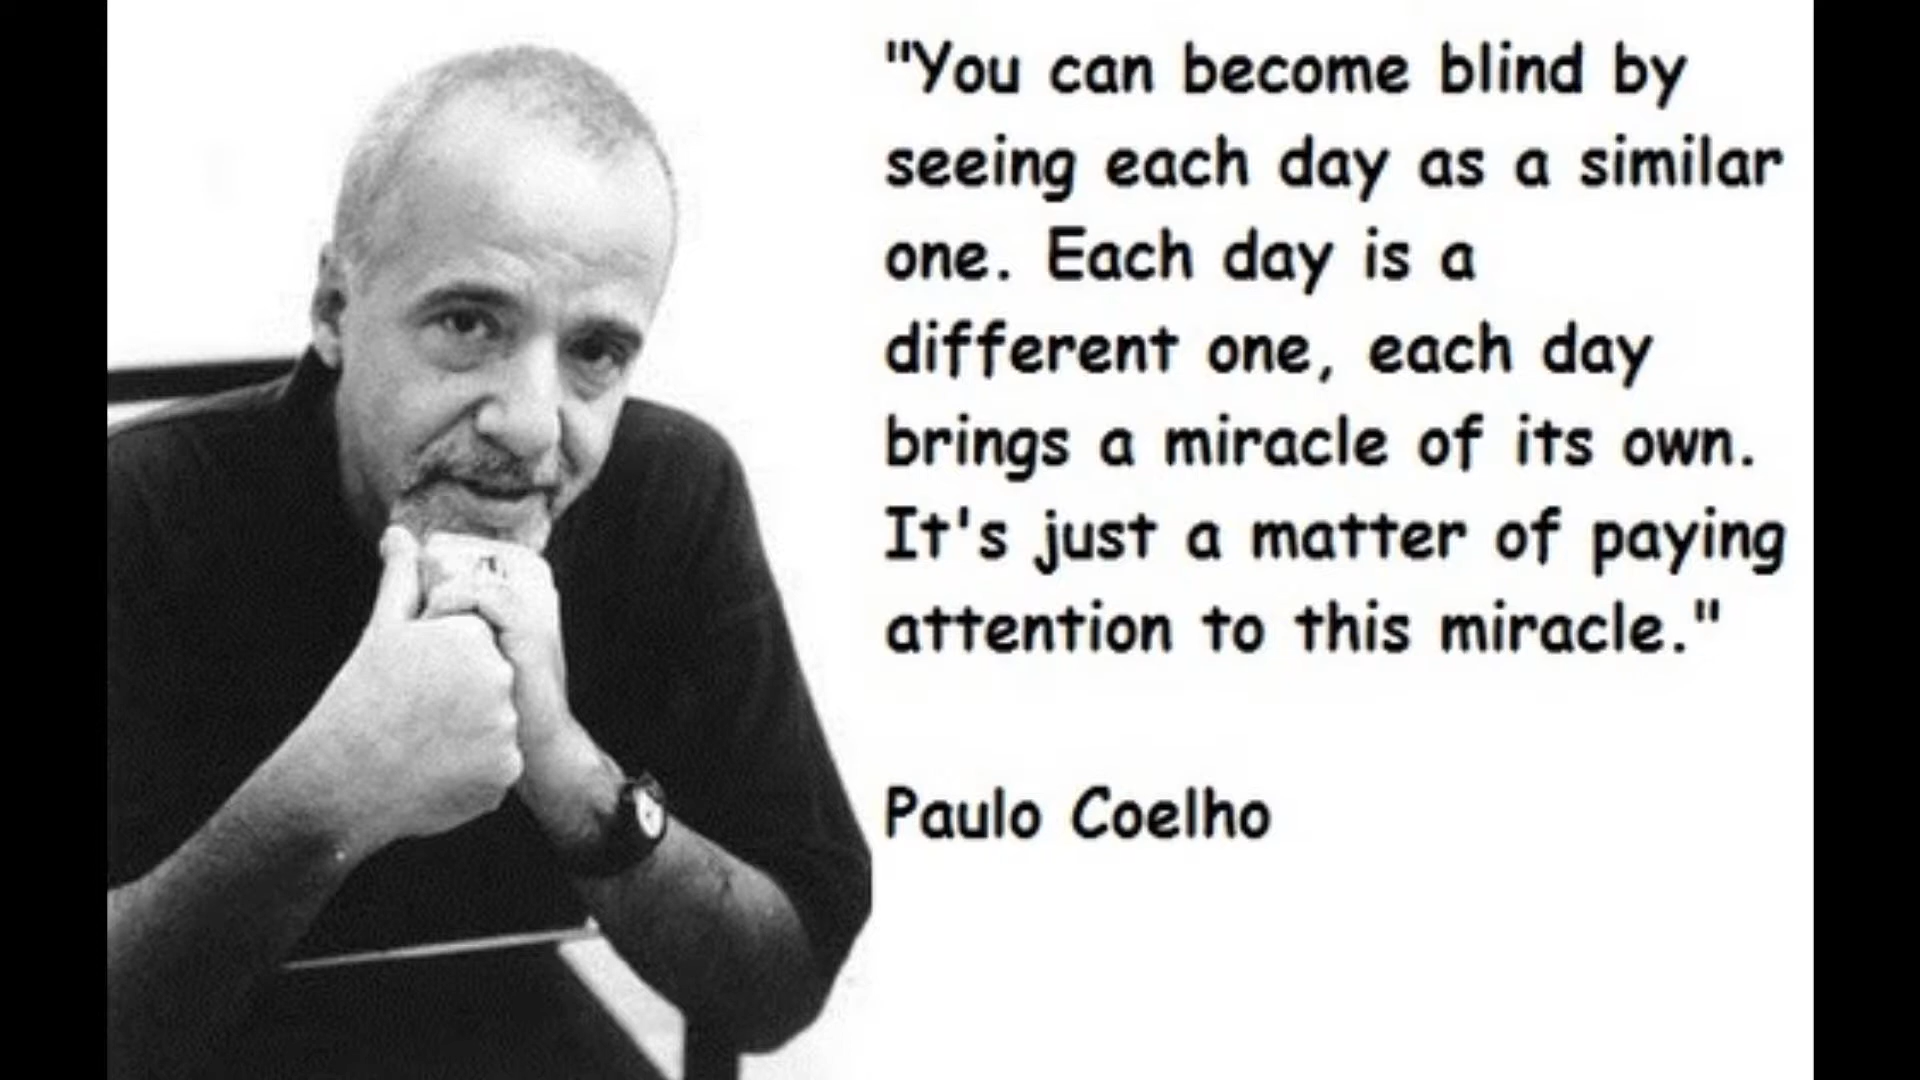 "You can become blind by
seeing each day as a similar
one. Each day is a
different one, each day
brings a miracle of its own.
It's just a matter of paying
attention to this miracle."
Paulo Coelho